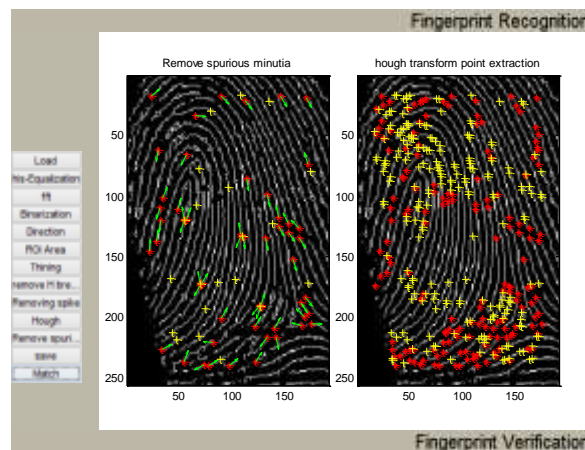 Fingerprint Recognition
Remove spurious minutia
hough transform point extraction
50
100
150
200
250
50
100
150
50
100
150
200
250
50
100
150
Load
his-Equalization
fft
Binarization
Direction
ROI Area
Thining
remove H bre...
Removing spike
Hough
Remove spuri...
save
Match
Fingerprint Verification